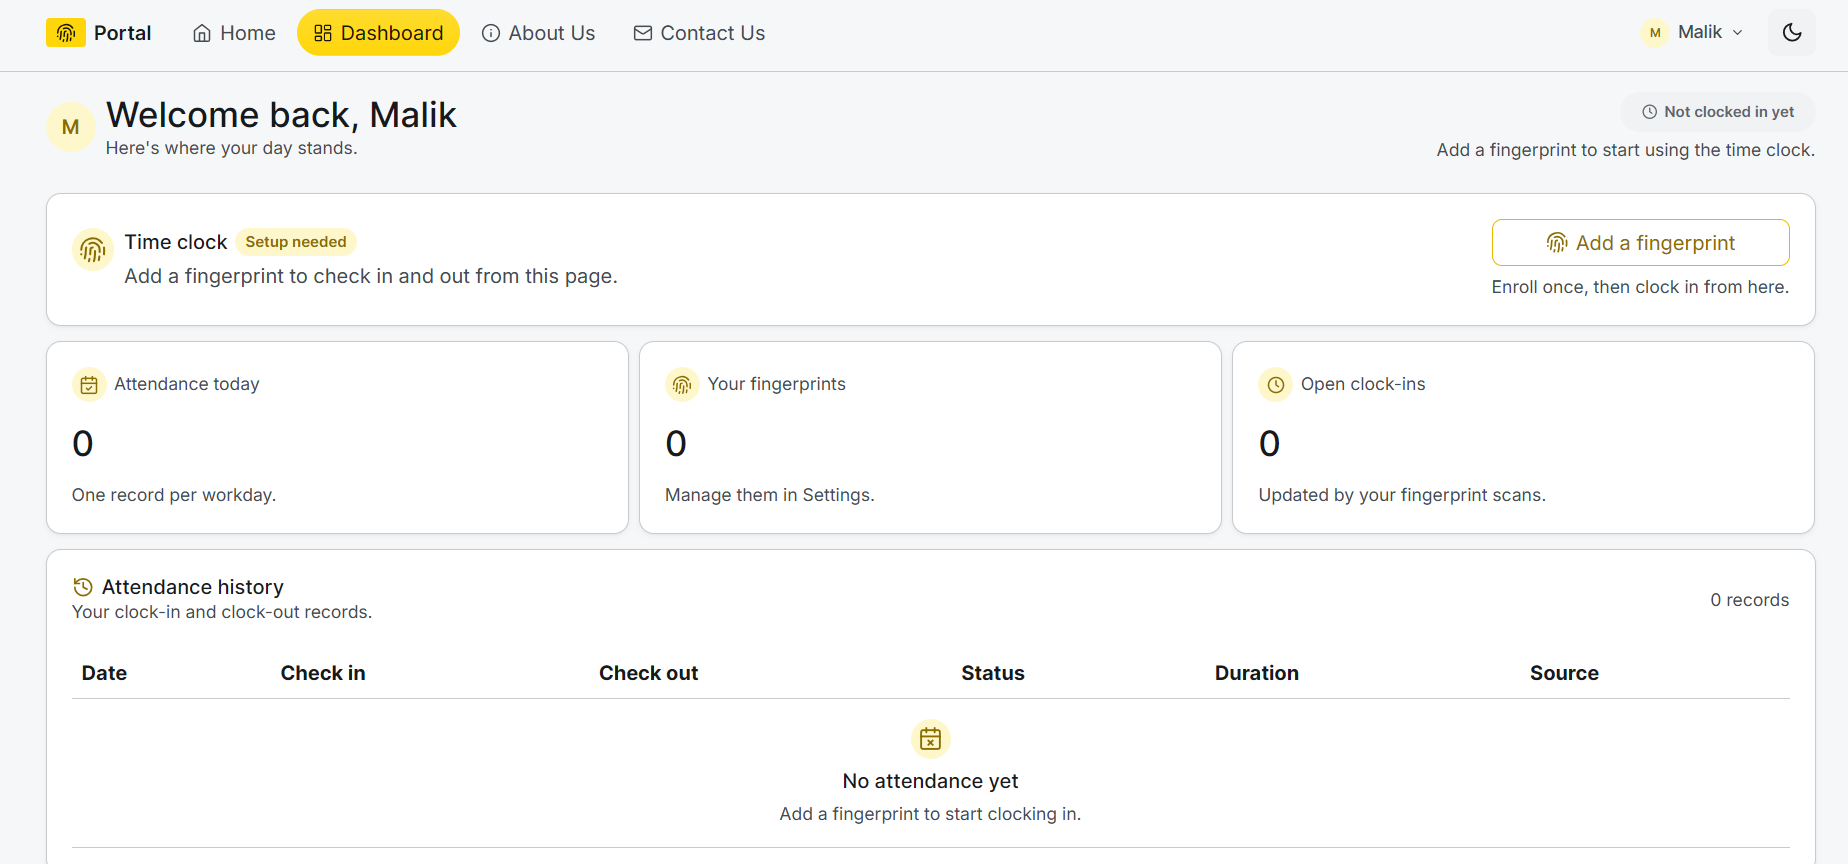 Portal
Home
Dashboard
About Us
Contact Us
M
Malik
M
Welcome back, Malik
Here's where your day stands.
Not clocked in yet
Add a fingerprint to start using the time clock.
Time clock
Setup needed
Add a fingerprint to check in and out from this page.
Add a fingerprint
Enroll once, then clock in from here.
Attendance today
0
One record per workday.
Your fingerprints
0
Manage them in Settings.
Open clock-ins
0
Updated by your fingerprint scans.
Attendance history
Your clock-in and clock-out records.
0 records
Date Check in Check out Status Duration Source
No attendance yet
Add a fingerprint to start clocking in.